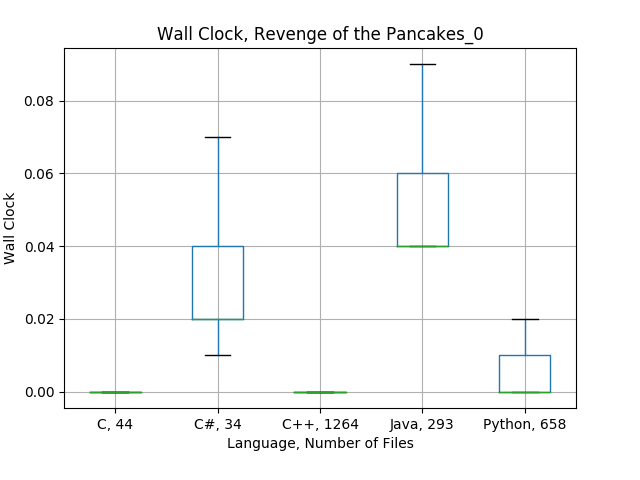 Wall Clock, Revenge of the Pancakes_0
Wall Clock
0.08
0.06
0.04
0.02
0.00
C, 44
C#, 34
C++, 1264
Java, 293
Python, 658
Language, Number of Files